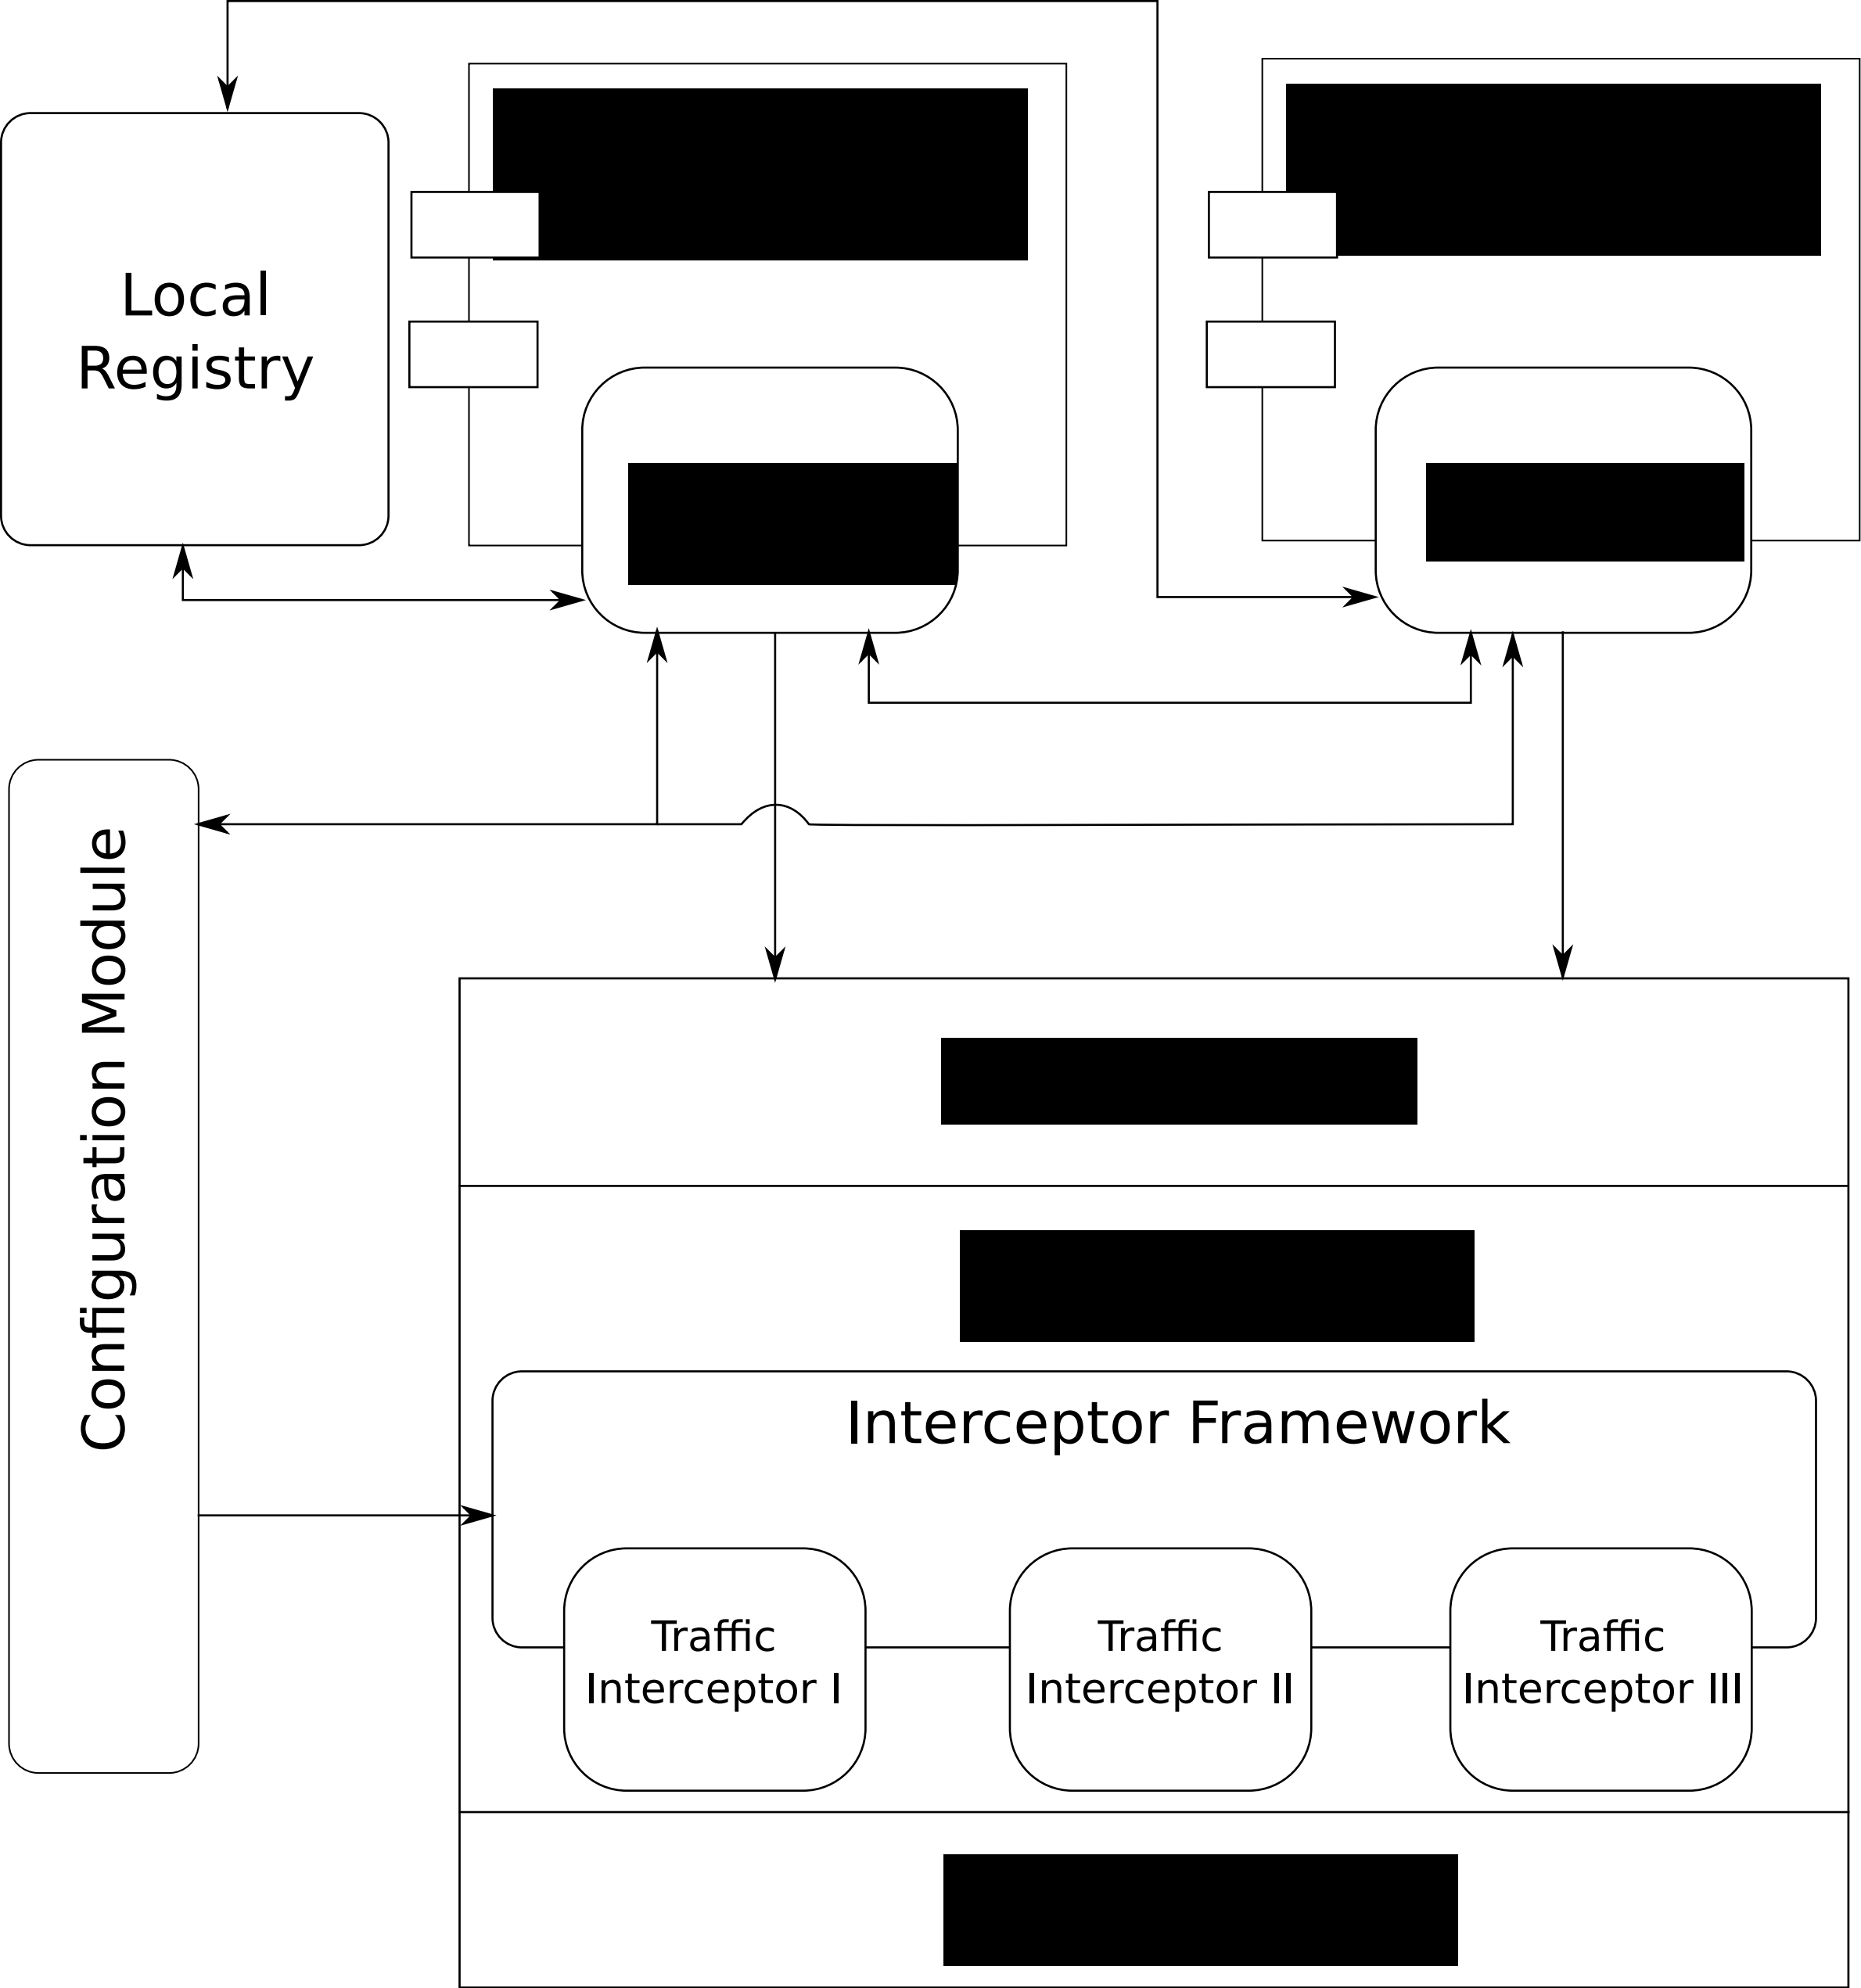 Local
Registry
Configuration Module
Interceptor Framework
Traffic
Interceptor I
Traffic
Interceptor II
Traffic
Interceptor III